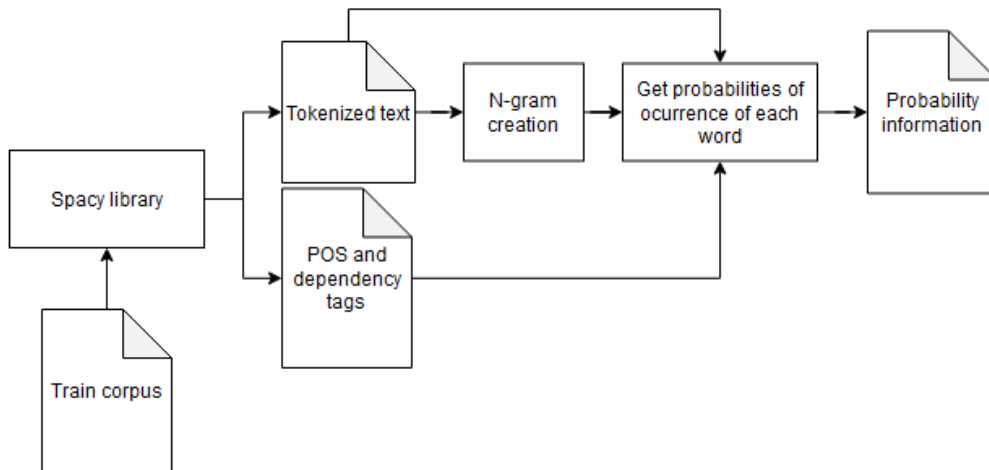 Tokenized text
N-gram
creation
Get probabilities of
ocurrence of each
word
Probability
information
Spacy library
POS and
dependency
tags
Train corpus